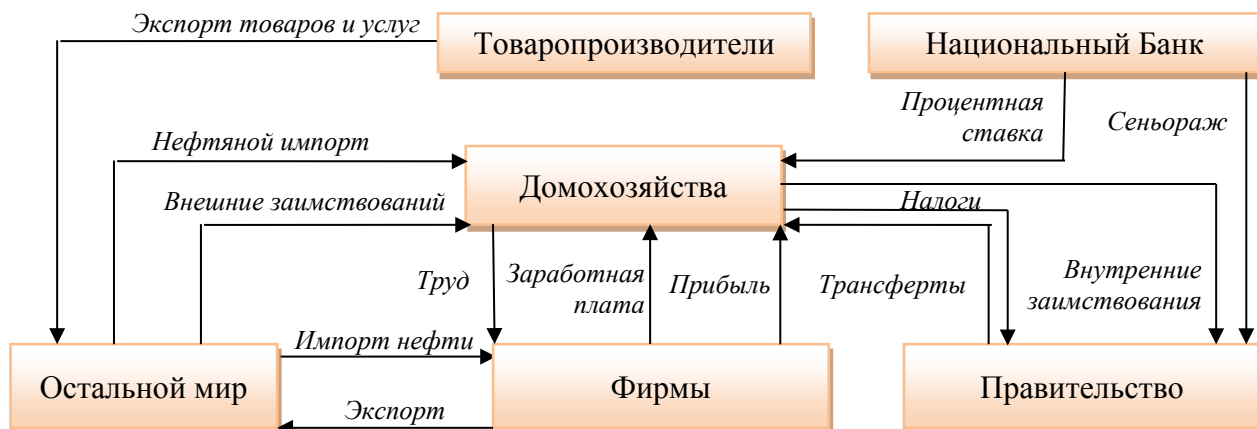 Экспорт товаров и услуг
Товаропроизводители
Национальный Банк
Процентная
ставка
Сеньораж
Нефтяной импорт
Домохозяйства
Внешние заимствований
Налоги
Труд
Заработная
плата
Прибыль
Трансферты
Внутренние
заимствования
Импорт нефти
Остальной мир
Фирмы
Правительство
Экспорт